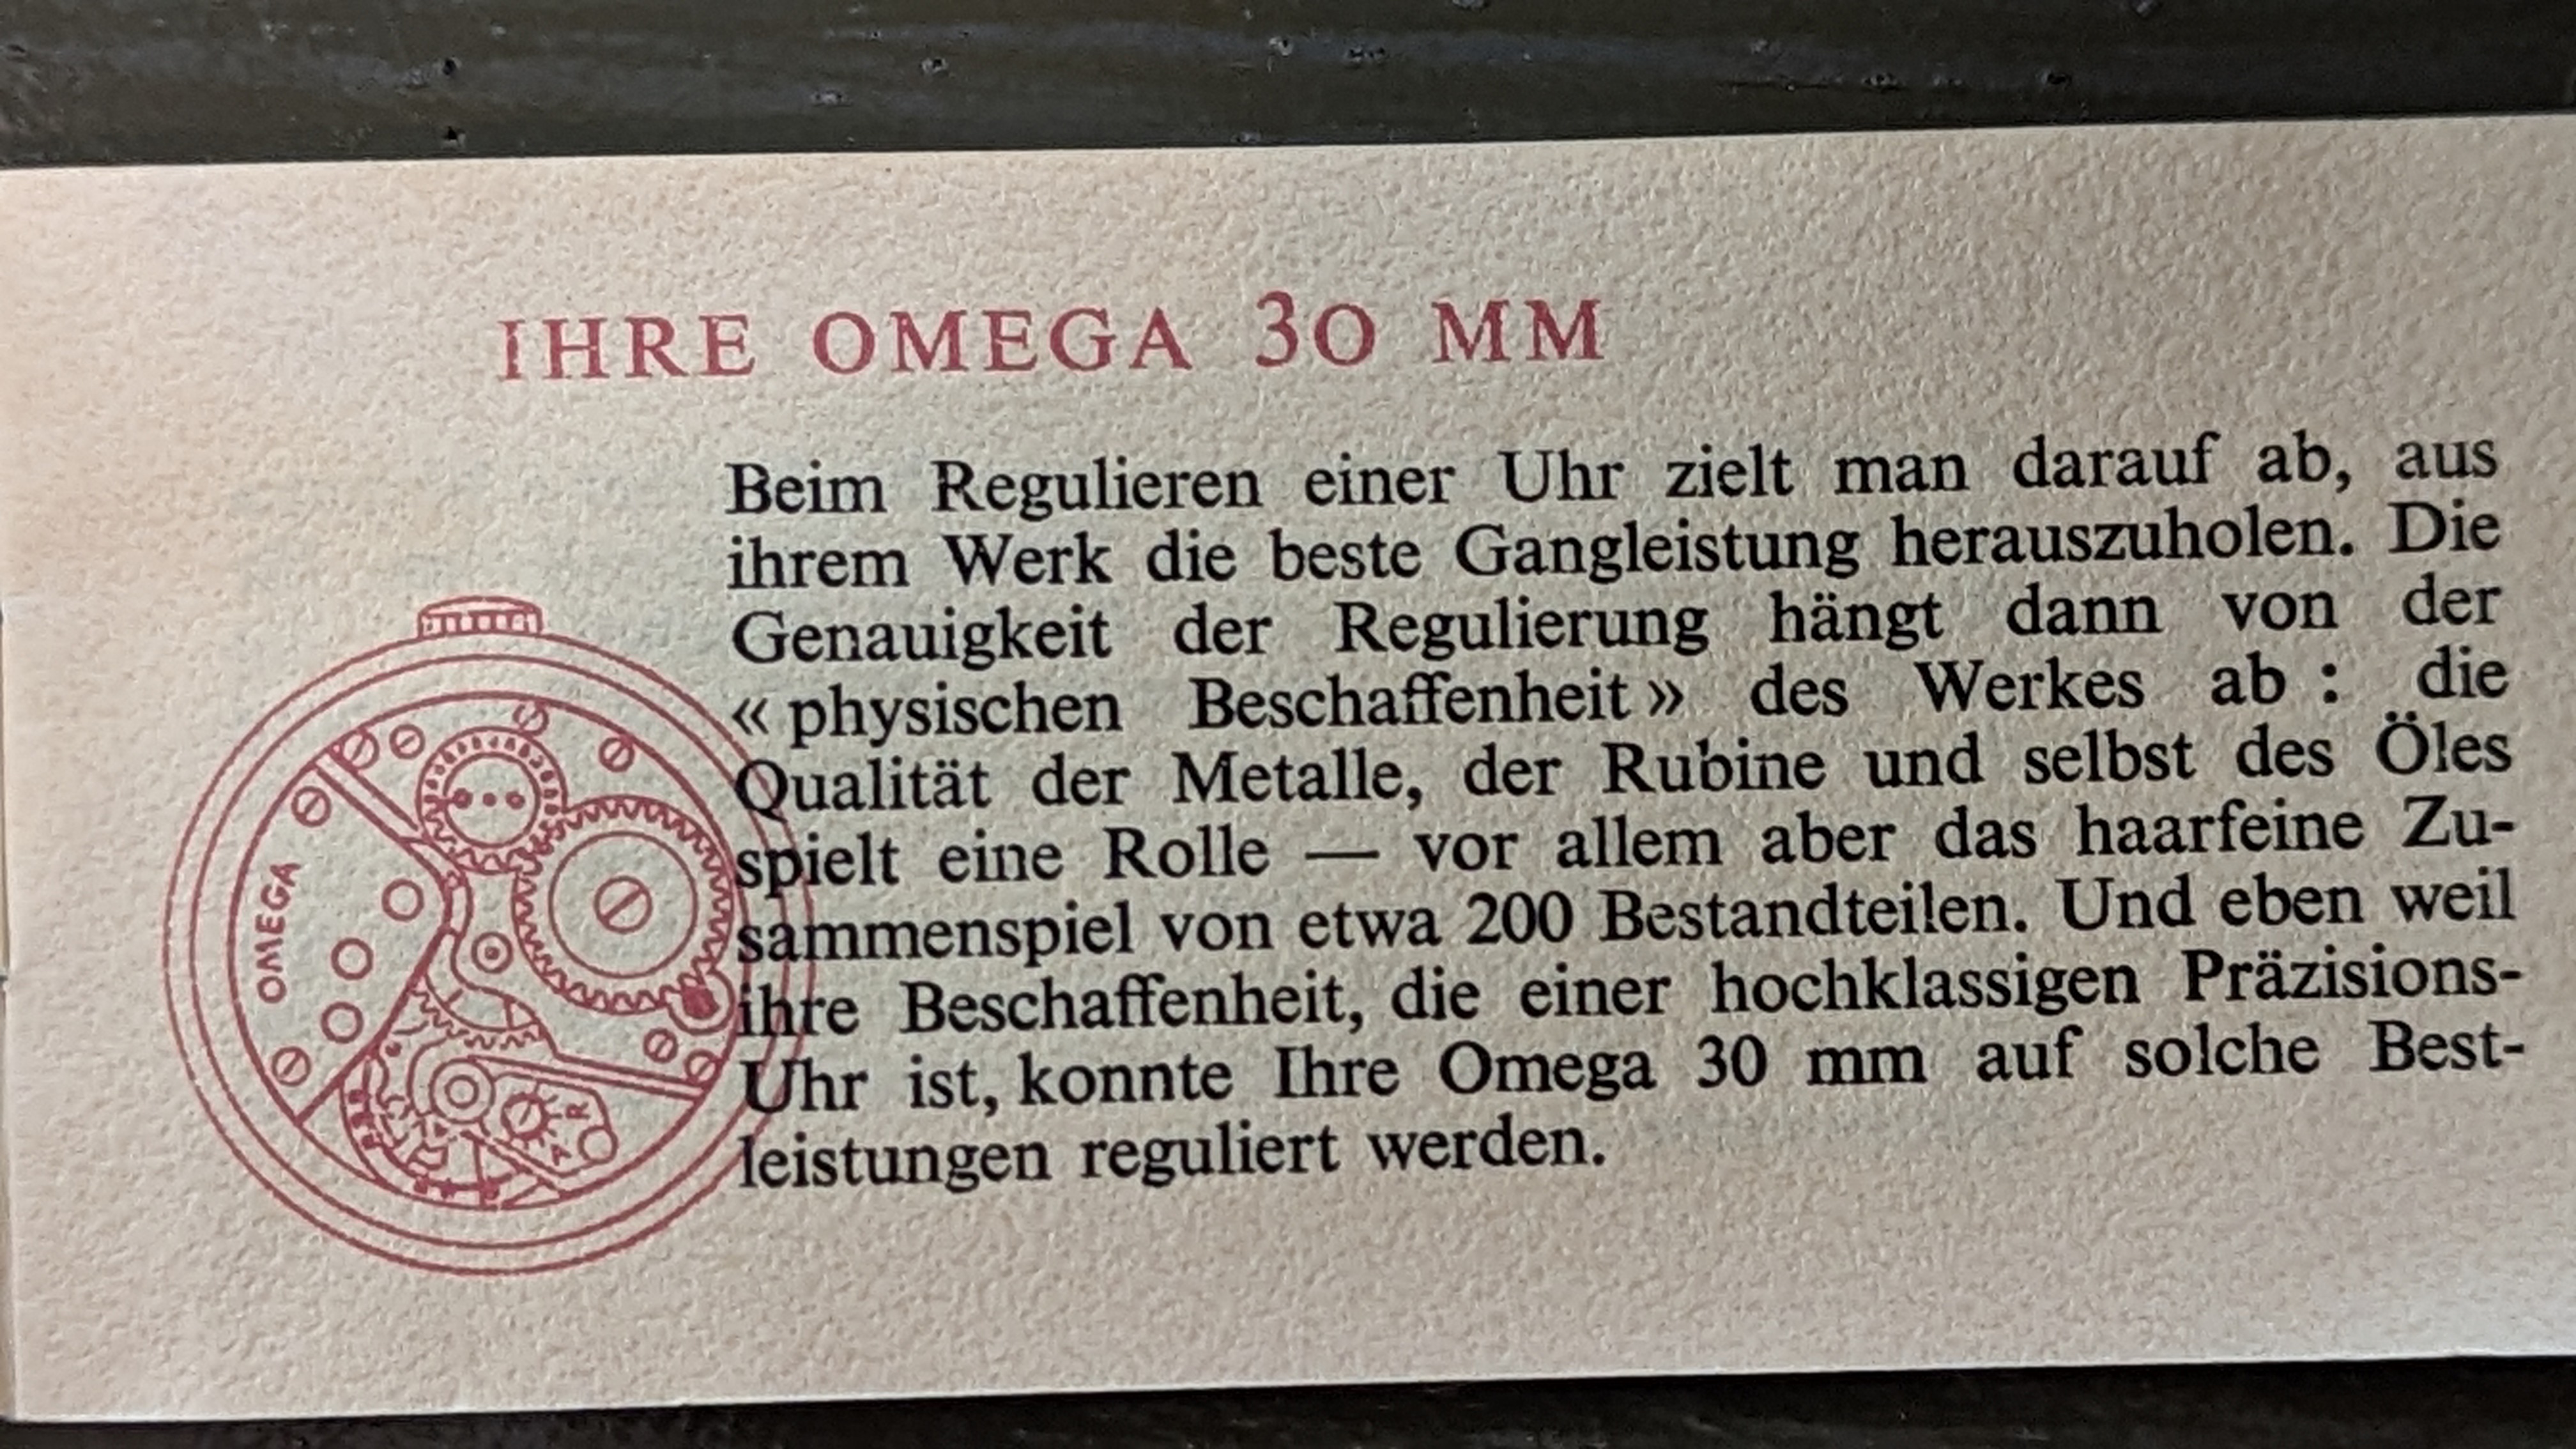 IHRE OMEGA 30 MM
Beim Regulieren einer Uhr zielt man darauf ab, aus
ihrem Werk die beste Gangleistung herauszuholen. Die
Genauigkeit der Regulierung hängt dann von der
« physischen Beschaffenheit » des Werkes ab : die
Qualität der Metalle, der Rubine und selbst des Öles
spielt eine Rolle — vor allem aber das haarfeine Zu-
sammenspiel von etwa 200 Bestandteilen. Und eben weil
ihre Beschaffenheit, die einer hochklassigen Präzisions-
Uhr ist, konnte Ihre Omega 30 mm auf solche Best-
leistungen reguliert werden.
OMEGA
R
A